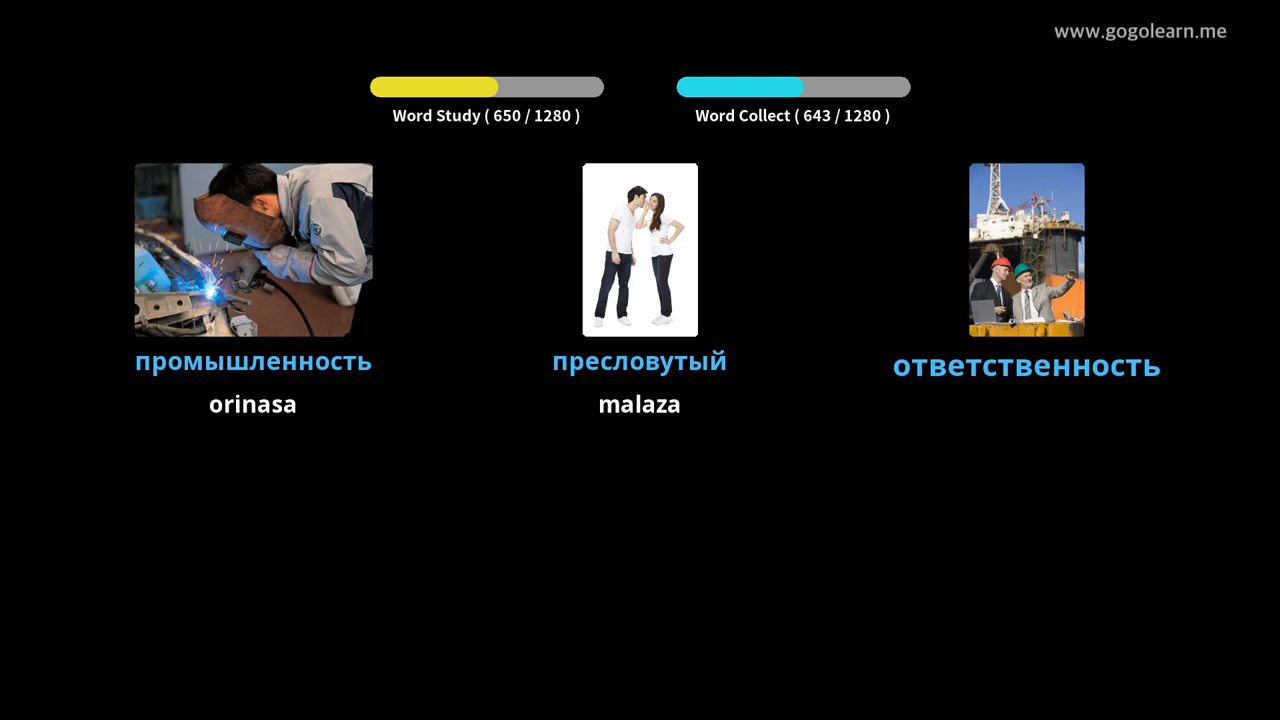 www.gogolearn.me
Word Study ( 650 / 1280 )
Word Collect ( 643 / 1280 )
промышленность
пресловутый
ответственность
orinasa
malaza